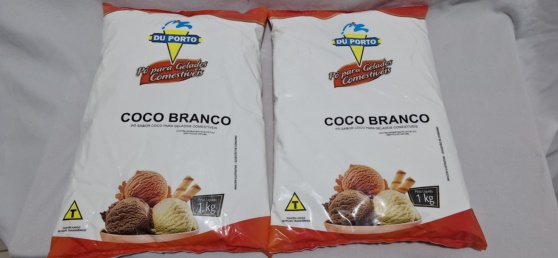 DU PORTO
Pó para Gelados
Comestíveis
COCO BRANCO
PÓ SABOR COCO PARA GELADOS COMESTÍVEIS
1 kg
T
DU PORTO
Pó para Gelados
Comestíveis
COCO BRANCO
PÓ SABOR COCO PARA GELADOS COMESTÍVEIS
1 kg
T